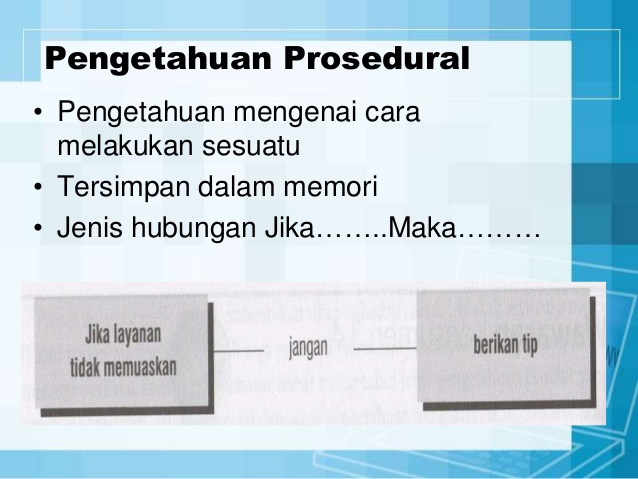 Pengetahuan Prosedural
• Pengetahuan mengenai cara
melakukan sesuatu
• Tersimpan dalam memori
• Jenis hubungan Jika……..Maka………
Jika layanan
tidak memuaskan
jangan
berikan tip